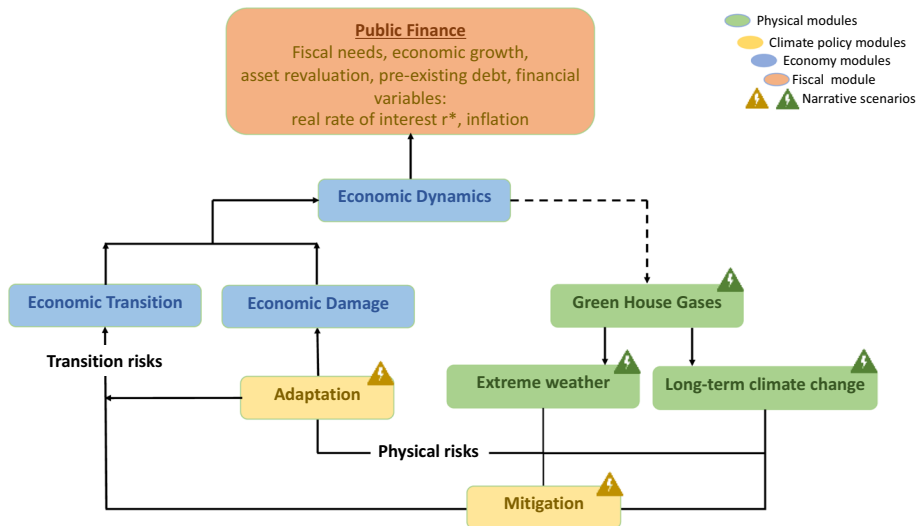 Public Finance
Fiscal needs, economic growth,
asset revaluation, pre-existing debt, financial
variables:
real rate of interest r*, inflation
Physical modules
Climate policy modules
Economy modules
Fiscal module
Narrative scenarios
Economic Dynamics
Economic Transition
Economic Damage
Green House Gases
Transition risks
Adaptation
Extreme weather
Long-term climate change
Physical risks
Mitigation